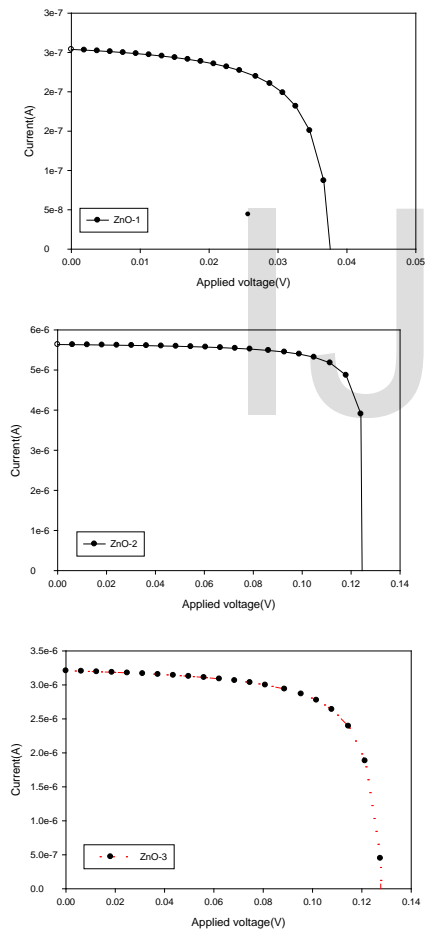 3e-7
3e-7
2e-7
2e-7
1e-7
5e-8
0
Current(A)
ZnO-1
0.00 0.01 0.02 0.03 0.04 0.05
Applied voltage(V)
IJ
6e-6
5e-6
4e-6
3e-6
2e-6
1e-6
0
Current(A)
ZnO-2
0.00 0.02 0.04 0.06 0.08 0.10 0.12 0.14
Applied voltage(V)
3.5e-6
3.0e-6
2.5e-6
2.0e-6
1.5e-6
1.0e-6
5.0e-7
0.0
Current(A)
ZnO-3
0.00 0.02 0.04 0.06 0.08 0.10 0.12 0.14
Applied voltage(V)